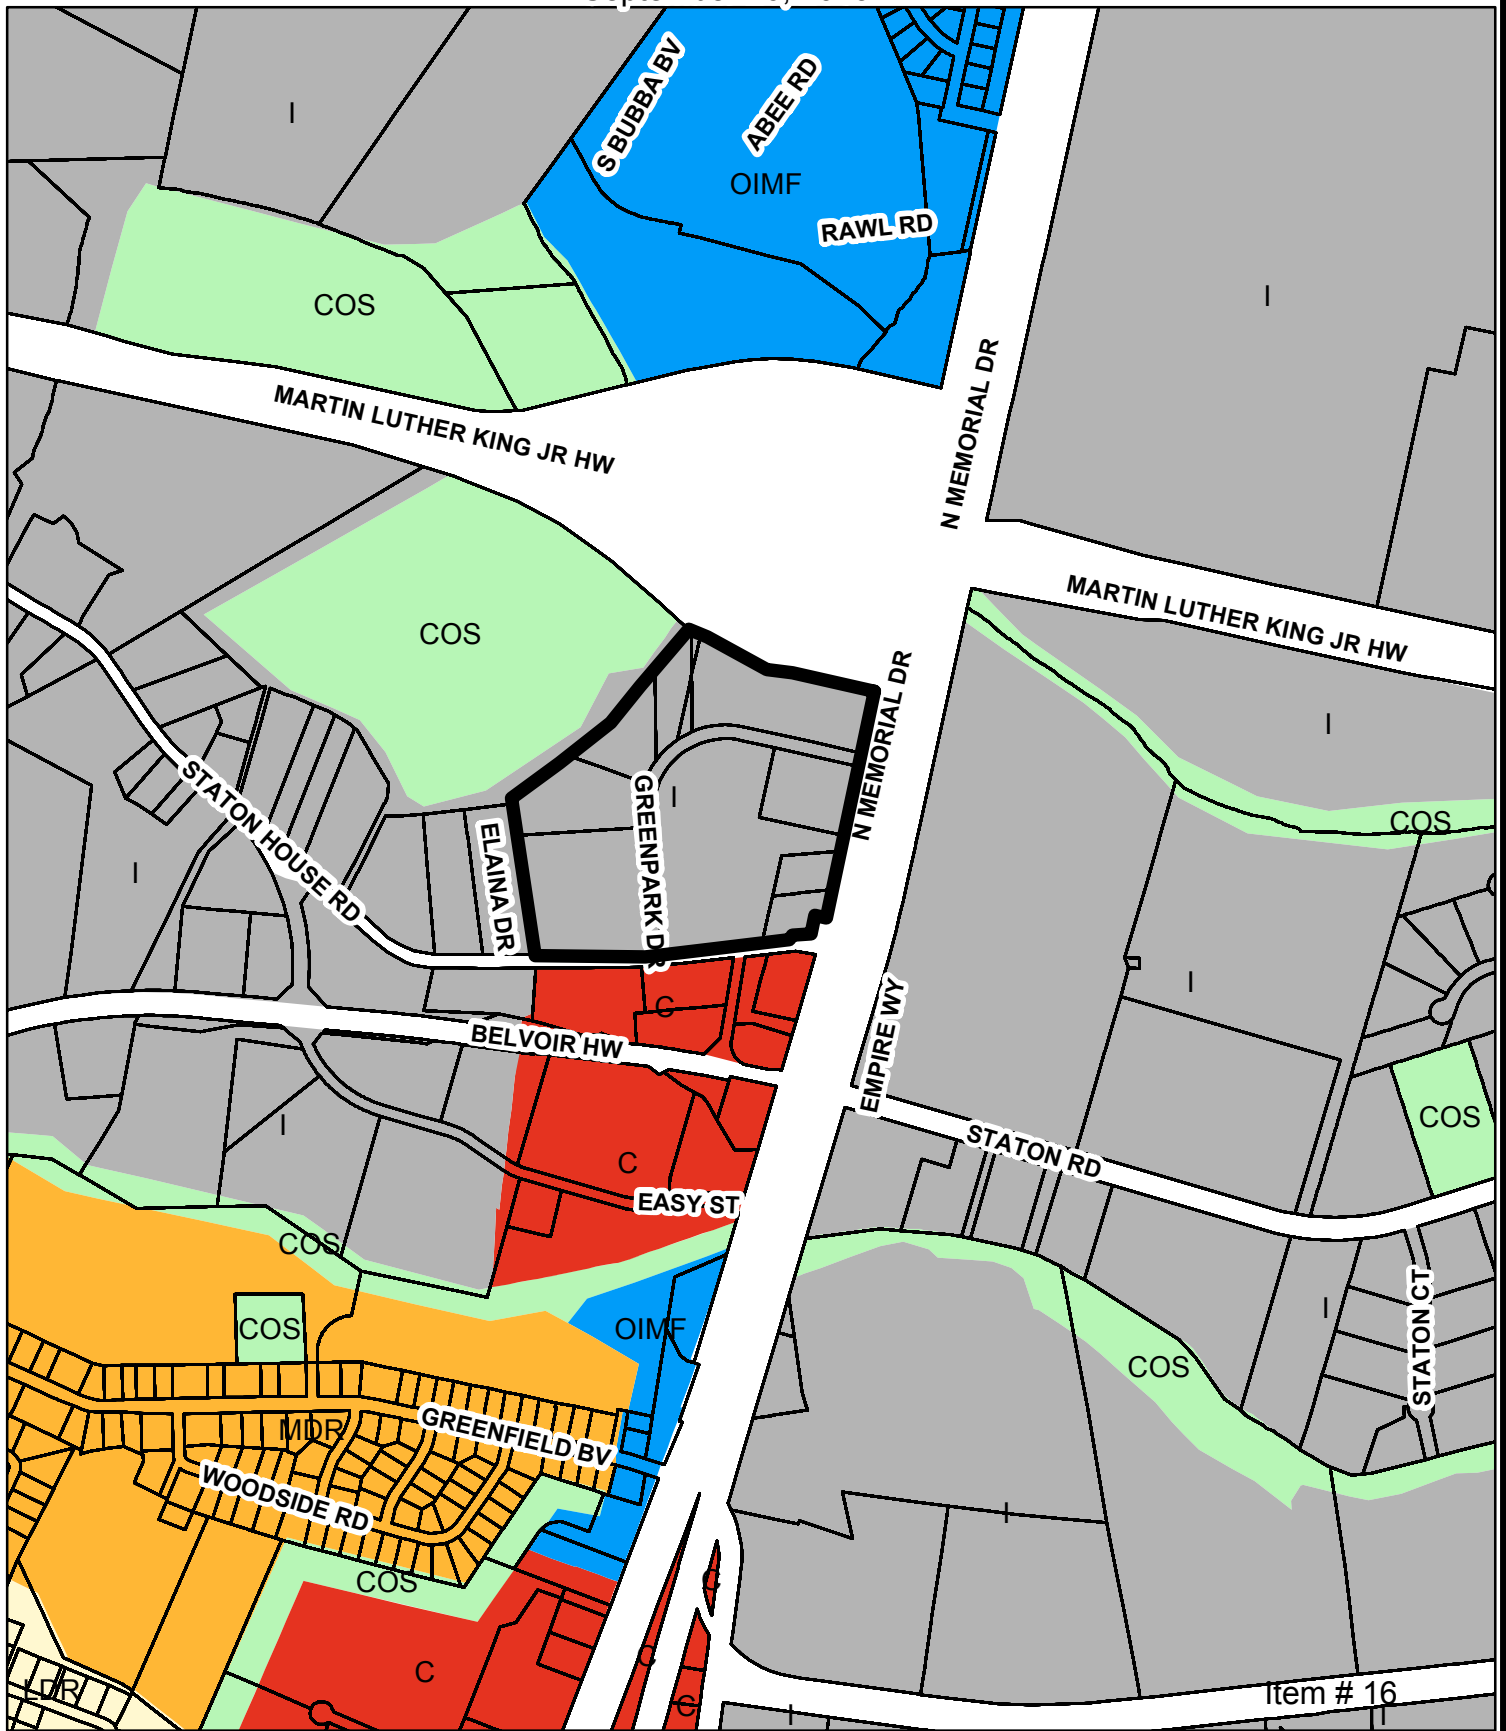 S BUBBA BV
ABEE RD
I
OIMF
RAWL RD
I
COS
N MEMORIAL DR
MARTIN LUTHER KING JR HW
MARTIN LUTHER KING JR HW
COS
N MEMORIAL DR
I
STATON HOUSE RD
GREENPARK DR
I
COS
ELAINA DR
I
I
C
EMPIRE WY
BELVOIR HW
COS
I
STATON RD
C
EASY ST
COS
I
STATON CT
COS
OIMF
COS
GREENFIELD BV
MDR
WOODSIDE RD
I
COS
C
C
C
LDR
Item # 16
C
I
I